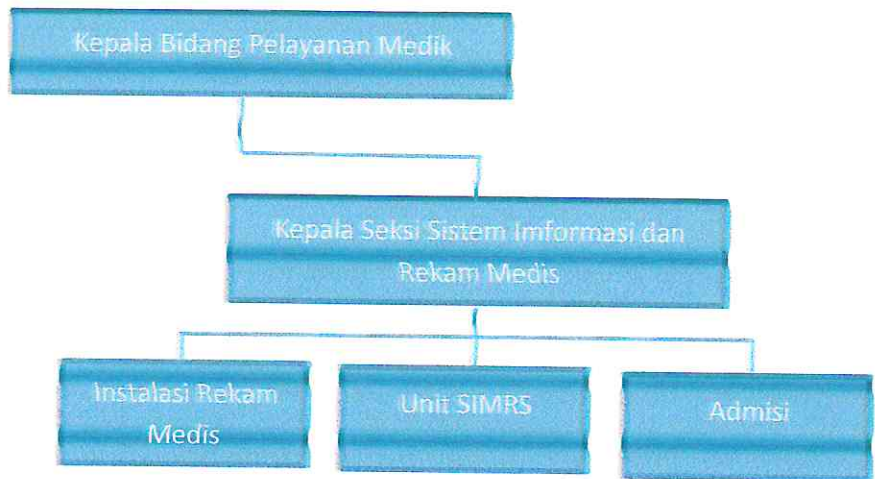 Kepala Bidang Pelayanan Medik
Kepala Seksi Sistem Imformasi dan
Rekam Medis
Instalasi Rekam
Medis
Unit SIMRS
Admisi